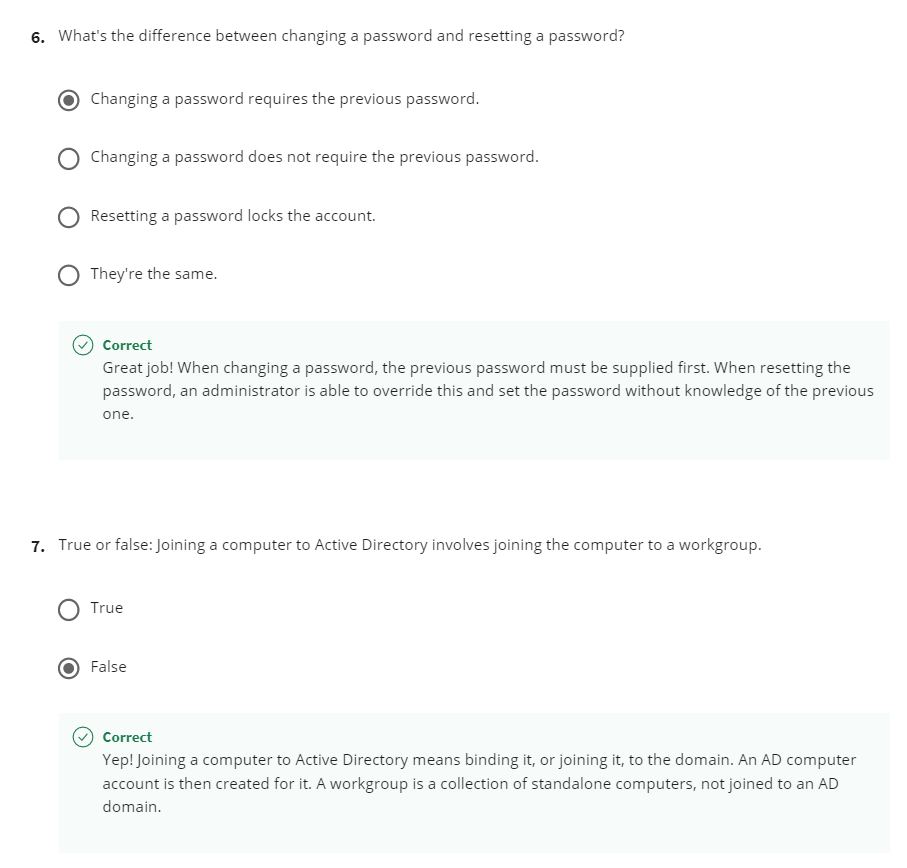 6. What's the difference between changing a password and resetting a password?
Changing a password requires the previous password.
Changing a password does not require the previous password.
Resetting a password locks the account.
They're the same.
Correct
Great job! When changing a password, the previous password must be supplied first. When resetting the
password, an administrator is able to override this and set the password without knowledge of the previous
one.
7. True or false: Joining a computer to Active Directory involves joining the computer to a workgroup.
True
False
Correct
Yep! Joining a computer to Active Directory means binding it, or joining it, to the domain. An AD computer
account is then created for it. A workgroup is a collection of standalone computers, not joined to an AD
domain.